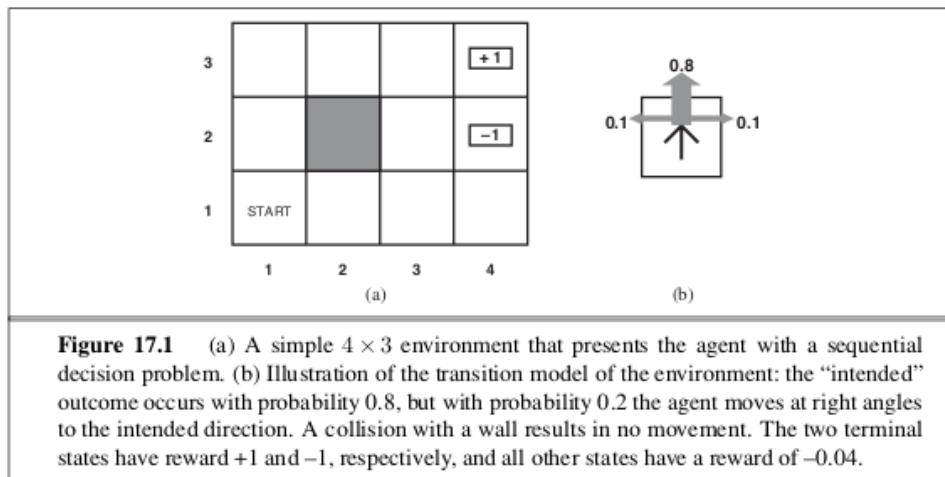 3
+ 1
0.8
0.1
0.1
2
–1
1
START
1 2 3 4
(a) (b)
Figure 17.1 (a) A simple 4 × 3 environment that presents the agent with a sequential
decision problem. (b) Illustration of the transition model of the environment: the “intended”
outcome occurs with probability 0.8, but with probability 0.2 the agent moves at right angles
to the intended direction. A collision with a wall results in no movement. The two terminal
states have reward +1 and –1, respectively, and all other states have a reward of –0.04.